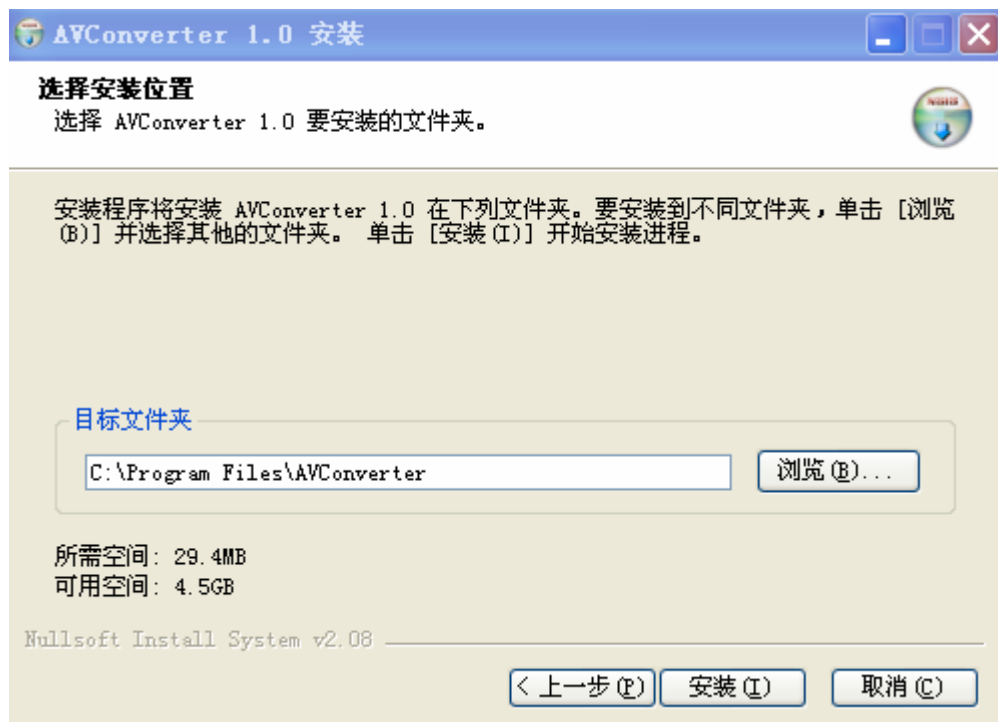 AVConverter 1.0 安装
选择安装位置
选择 AVConverter 1.0 要安装的文件夹。
安装程序将安装 AVConverter 1.0 在下列文件夹。要安装到不同文件夹，单击 [浏览
(B)] 并选择其他的文件夹。 单击 [安装(I)] 开始安装进程。
目标文件夹
C:\Program Files\AVConverter
浏览(B)...
所需空间: 29.4MB
可用空间: 4.5GB
Nullsoft Install System v2.08
< 上一步(P)
安装(I)
取消(C)